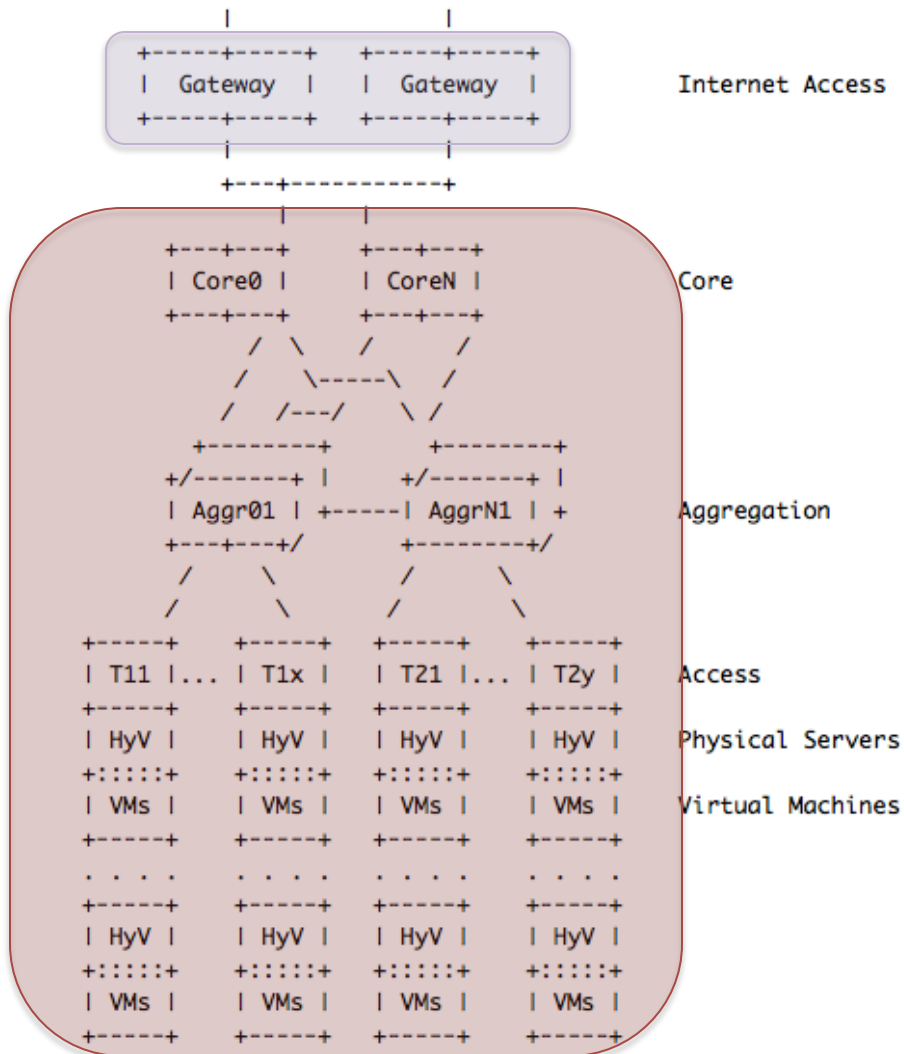 Gateway Gateway Internet Access
Core0 CoreN Core
Aggr01 AggrN1 Aggregation
T11 ... T1x T21 ... T2y Access
HyV HyV HyV HyV Physical Servers
VMs VMs VMs VMs Virtual Machines
. . . . . . . . . . . . . . . .
HyV HyV HyV HyV
VMs VMs VMs VMs